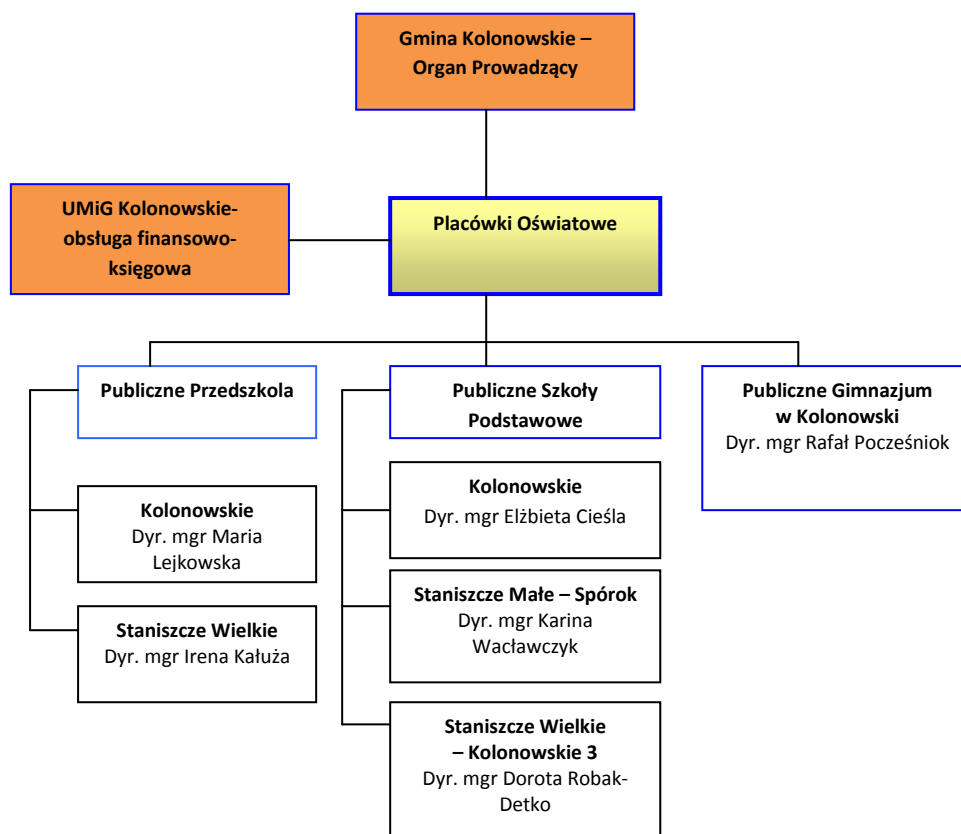 Gmina Kolonowskie –
Organ Prowadzący
UMiG Kolonowskie-
obsługa finansowo-
księgowa
Placówki Oświatowe
Publiczne Przedszkola
Publiczne Szkoły
Podstawowe
Publiczne Gimnazjum
w Kolonowski
Dyr. mgr Rafał Pocześniok
Kolonowskie
Dyr. mgr Maria
Lejkowska
Staniszcze Wielkie
Dyr. mgr Irena Kałuża
Kolonowskie
Dyr. mgr Elżbieta Cieśla
Staniszcze Małe – Spórok
Dyr. mgr Karina
Wacławczyk
Staniszcze Wielkie
– Kolonowskie 3
Dyr. mgr Dorota Robak-
Detko